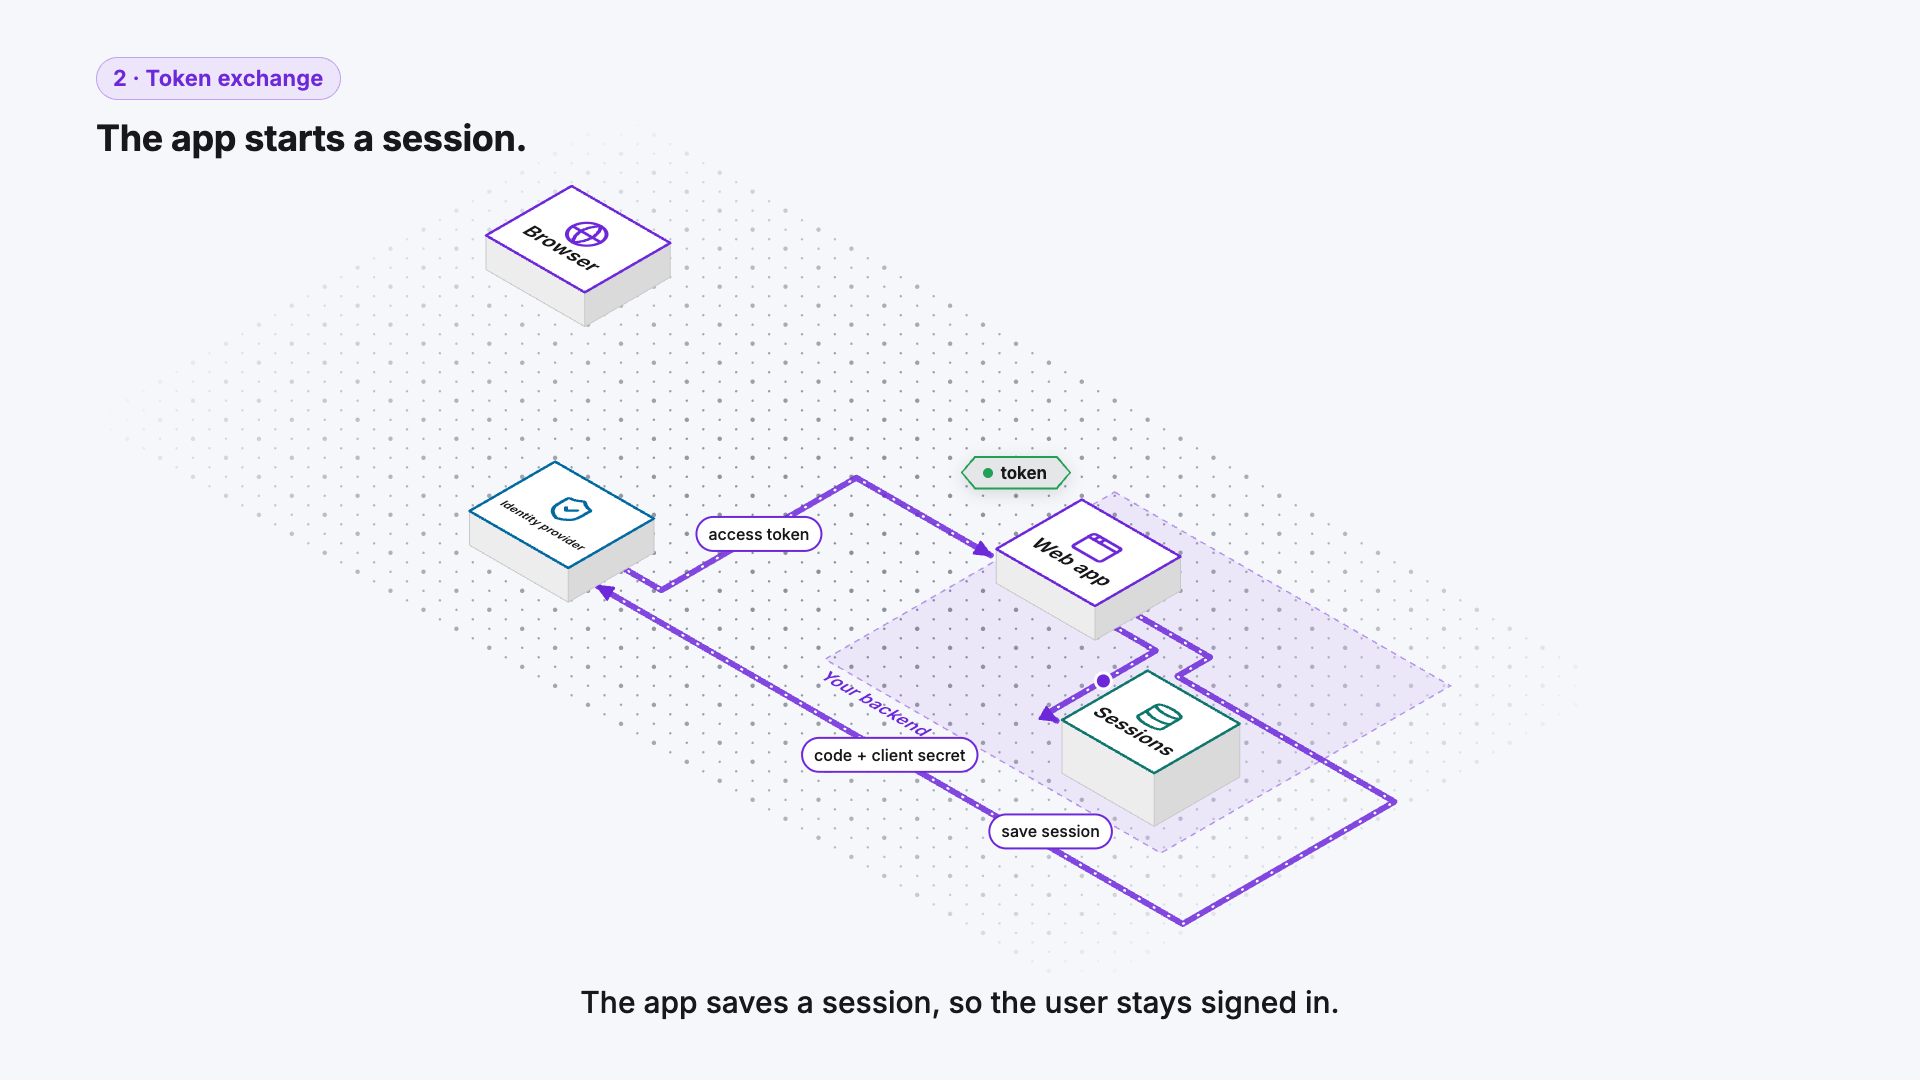 2 · Token exchange
The app starts a session.
Browser
Identity provider
access token
token
Web app
Your backend
Sessions
code + client secret
save session
The app saves a session, so the user stays signed in.